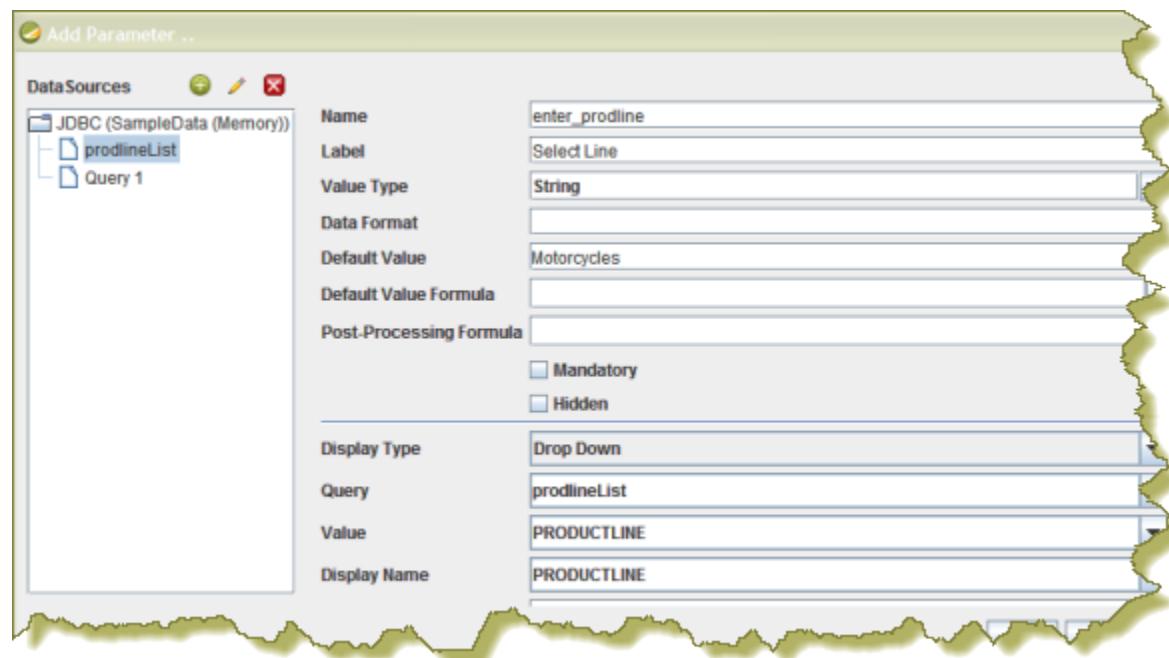 Add Parameter ..
DataSources
JDBC (SampleData (Memory))
prodlineList
Query 1
Name enter_prodline
Label Select Line
Value Type String
Data Format
Default Value Motorcycles
Default Value Formula
Post-Processing Formula
Mandatory
Hidden
Display Type Drop Down
Query prodlineList
Value PRODUCTLINE
Display Name PRODUCTLINE